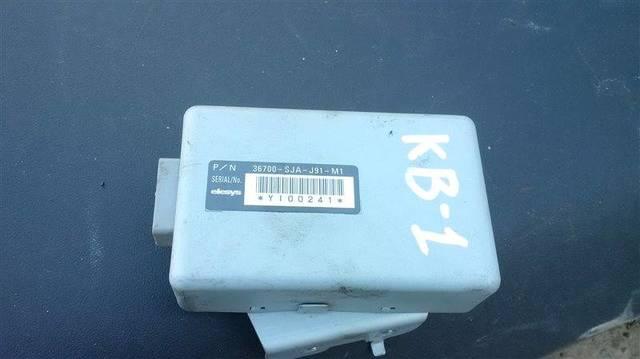 P/N 36700-SJA-J91-M1
SERIAL/No.
elesys
*Y100241*
KB-1